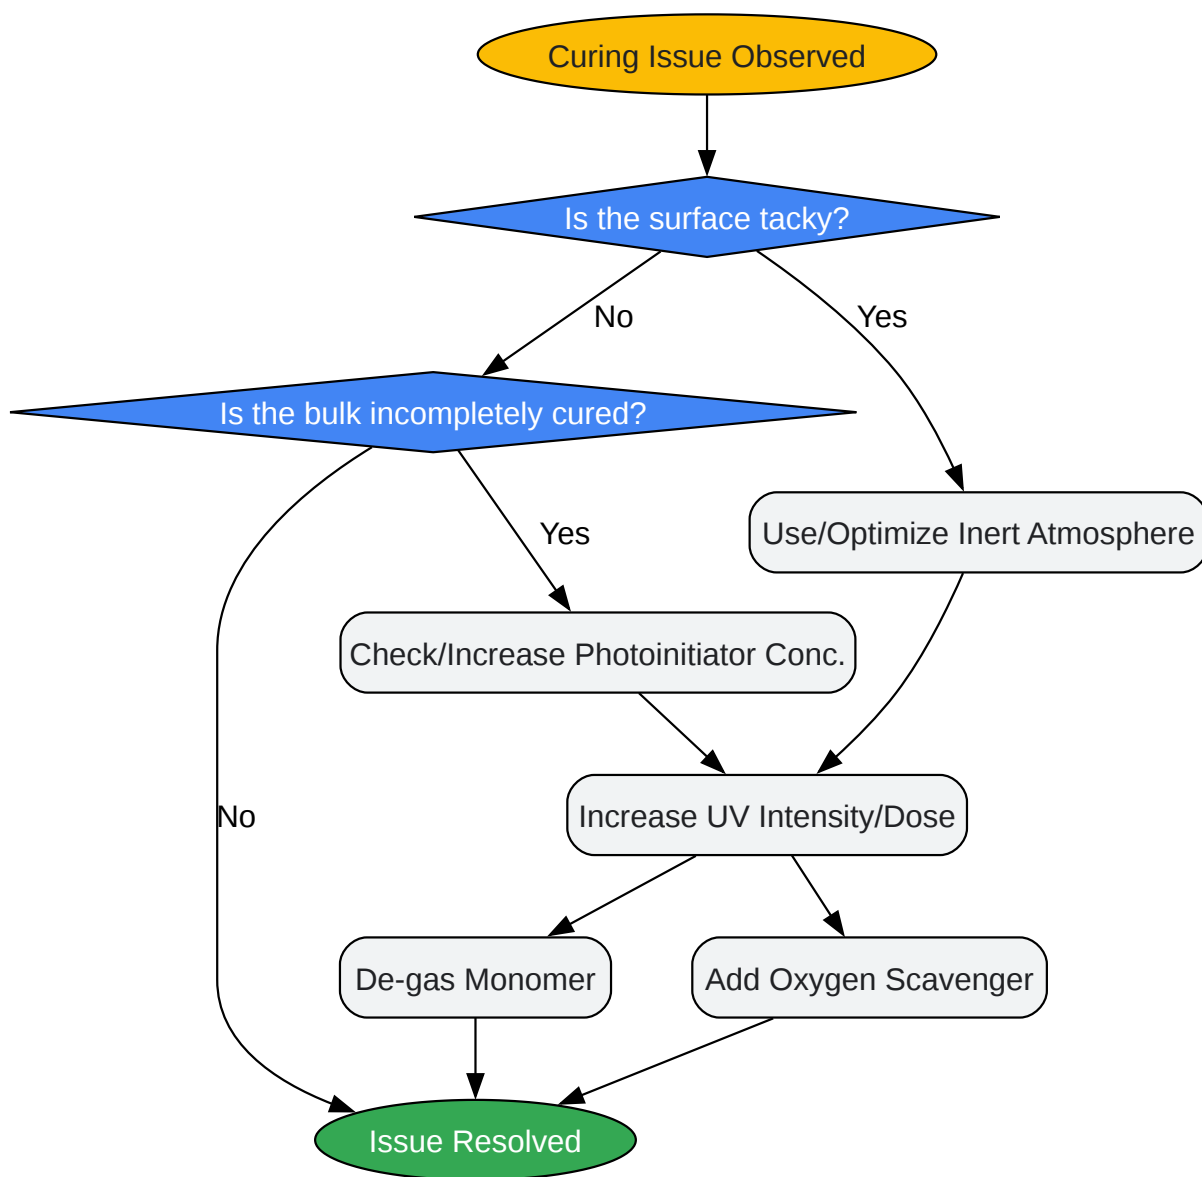 Curing Issue Observed
Is the surface tacky?
No
Yes
Is the bulk incompletely cured?
Yes
Use/Optimize Inert Atmosphere
Check/Increase Photoinitiator Conc.
No
Increase UV Intensity/Dose
De-gas Monomer
Add Oxygen Scavenger
Issue Resolved